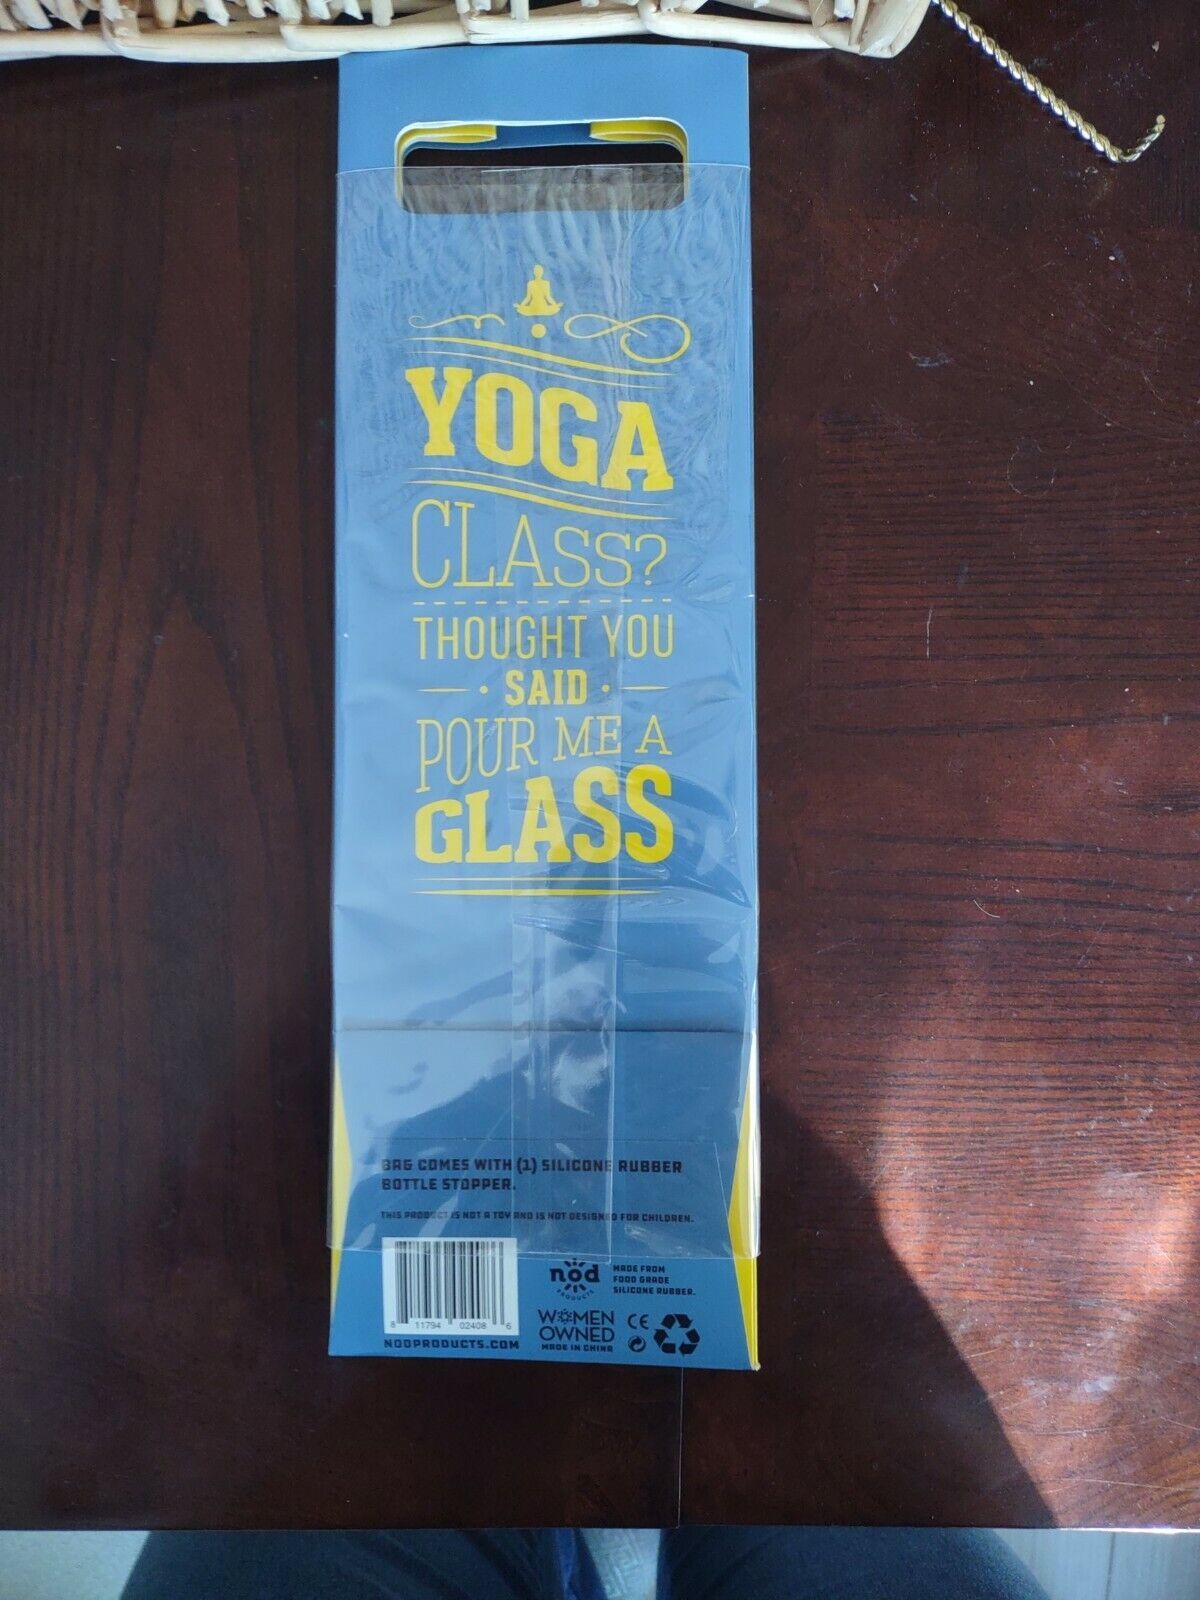 YOGA
CLASS?
THOUGHT YOU
· SAID ·
POUR ME A
GLASS
BAG COMES WITH (1) SILICONE RUBBER
BOTTLE STOPPER.
THIS PRODUCT IS NOT A TOY AND IS NOT DESIGNED FOR CHILDREN.
8 11794 02408 6
NODPRODUCTS.COM
nod
PRODUCTS
MADE FROM
FOOD GRADE
SILICONE RUBBER.
WOMEN
OWNED
MADE IN CHINA
CE